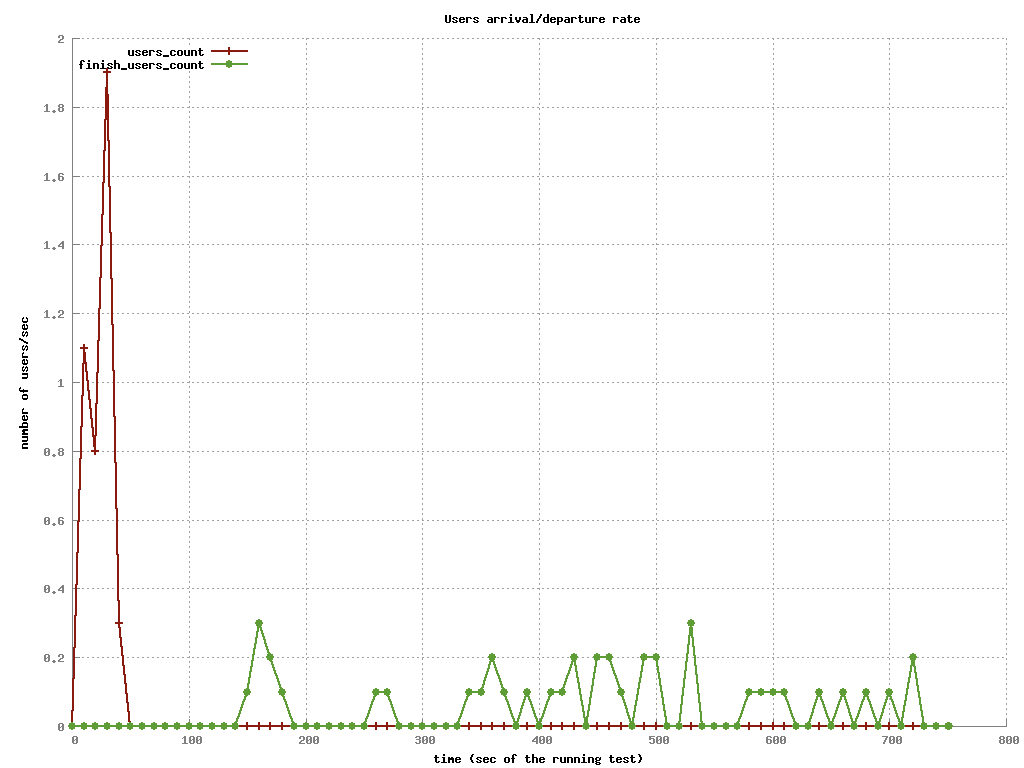 Users arrival/departure rate
users_count
finish_users_count
2
1.8
1.6
1.4
1.2
1
0.8
0.6
0.4
0.2
0
number of users/sec
0 100 200 300 400 500 600 700 800
time (sec of the running test)